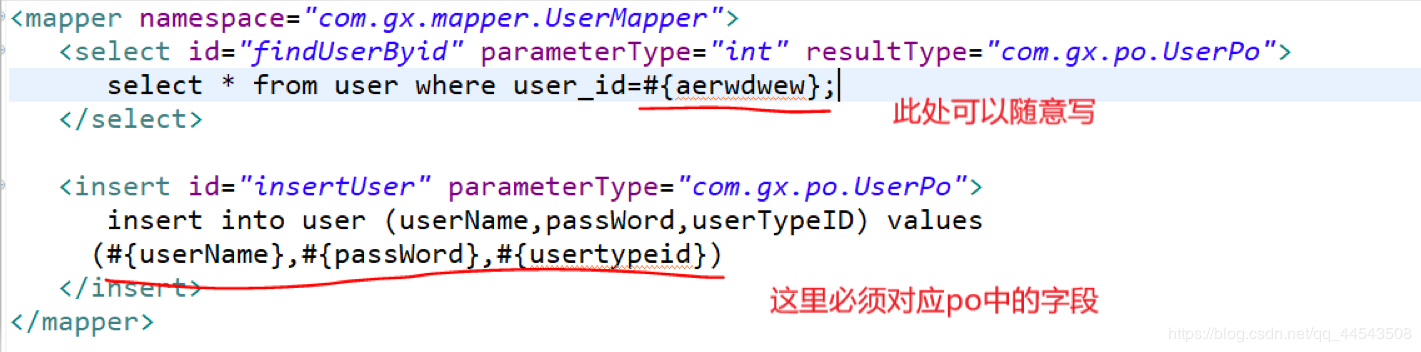 <mapper namespace="com.gx.mapper.UserMapper">
<select id="findUserByid" parameterType="int" resultType="com.gx.po.UserPo">
select * from user where user_id=#{aerwdwew};
此处可以随意写
</select>
<insert id="insertUser" parameterType="com.gx.po.UserPo">
insert into user (userName,passWord,userTypeID) values
(#{userName},#{passWord},#{usertypeid})
</insert>
这里必须对应po中的字段
</mapper>
https://blog.csdn.net/qq_44543508